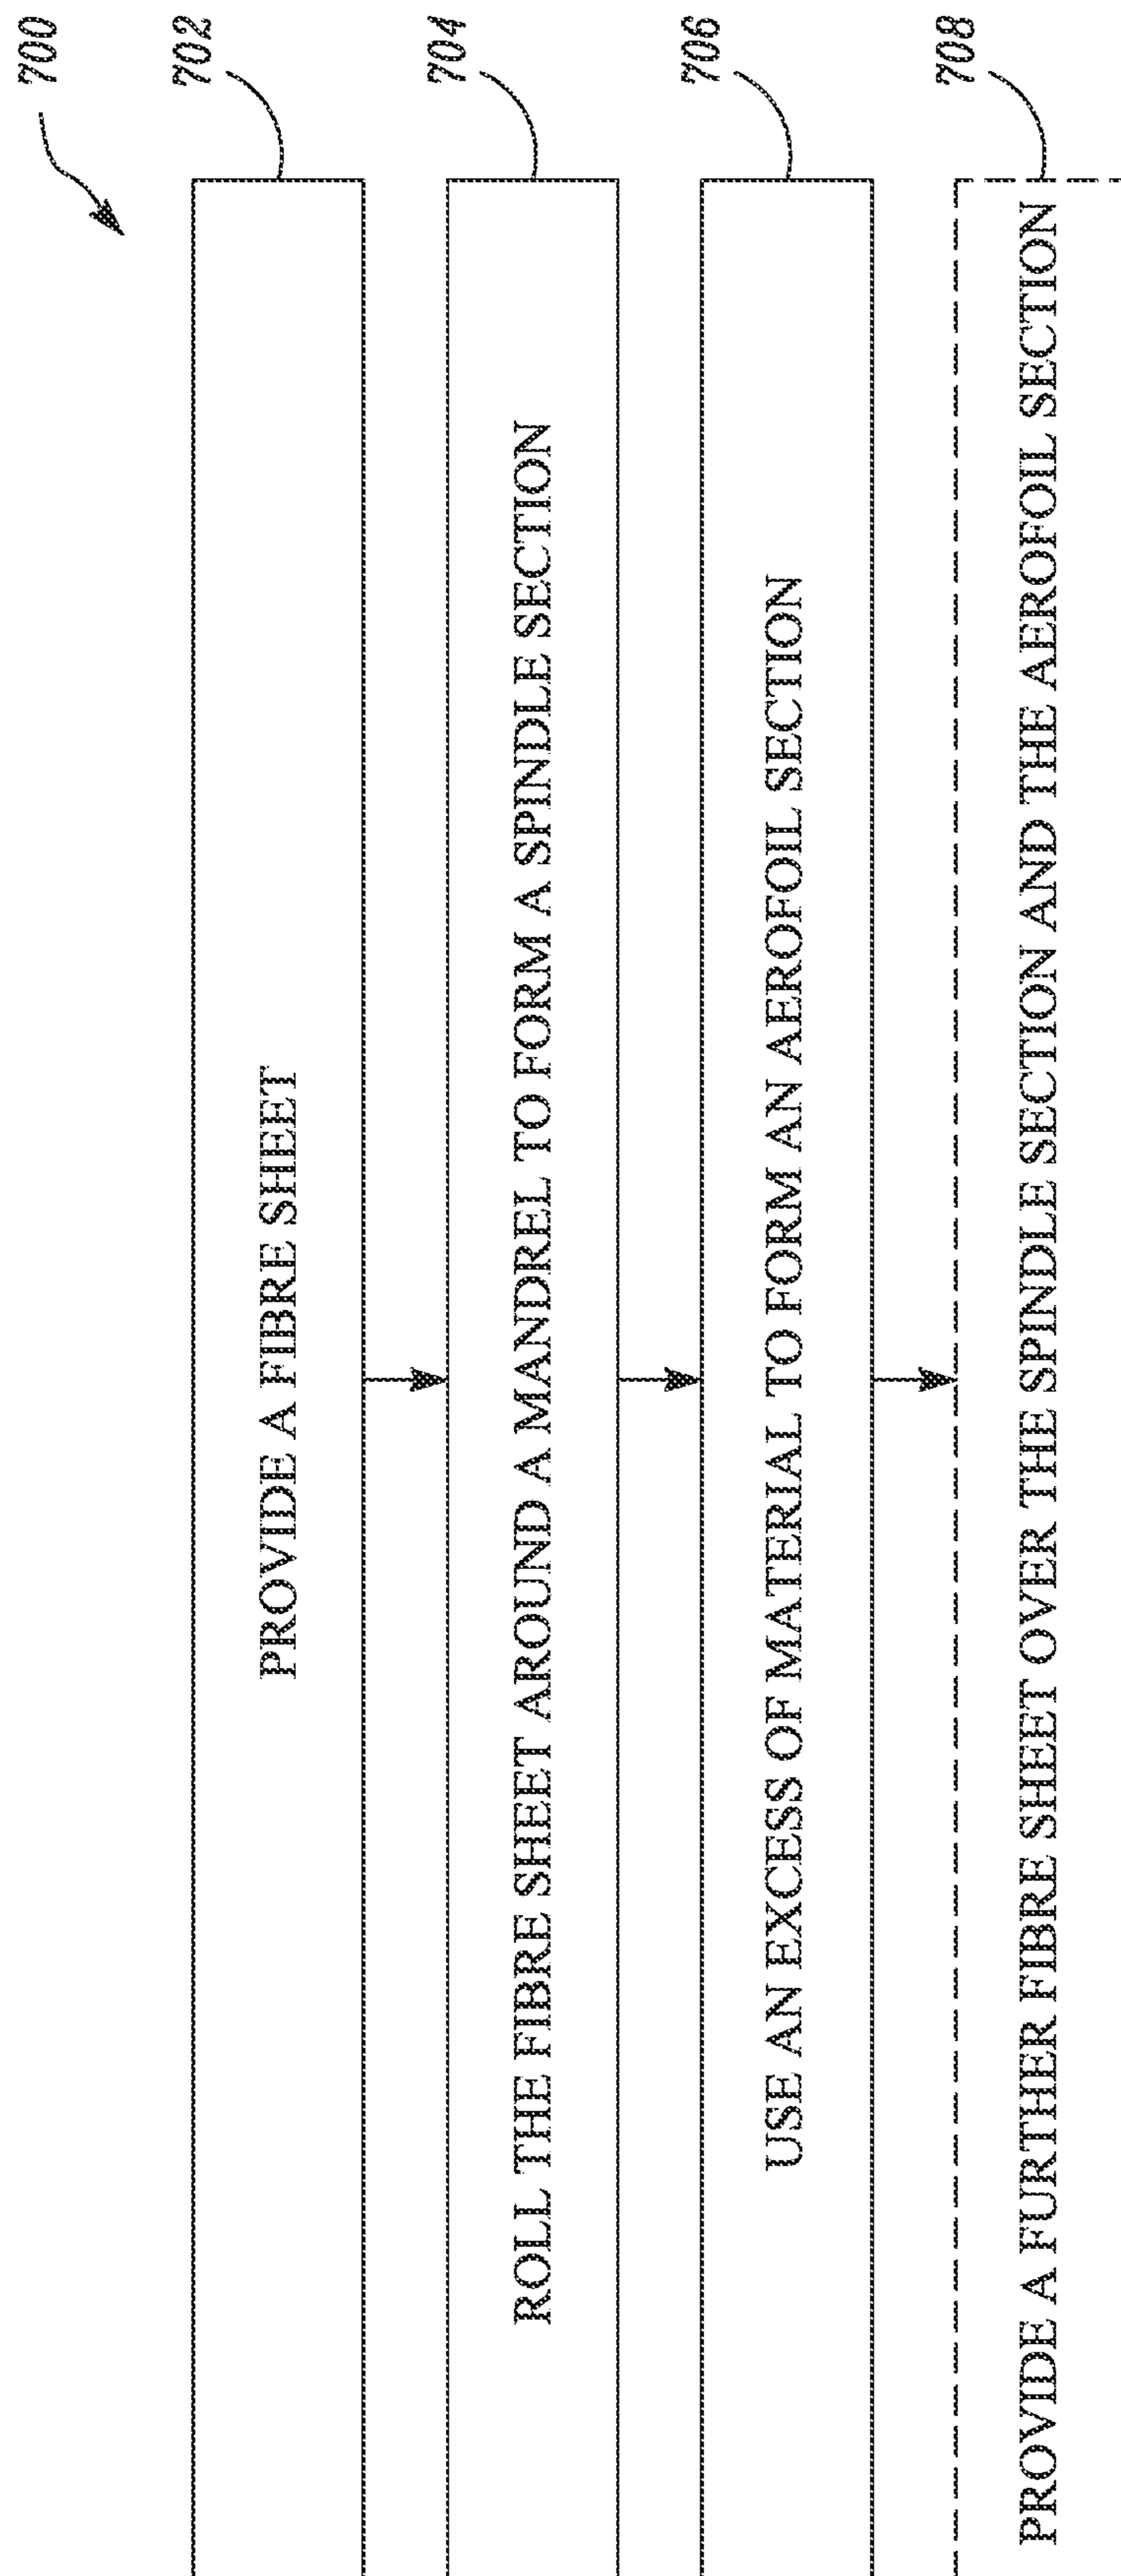 700
702
PROVIDE A FIBRE SHEET
704
ROLL THE FIBRE SHEET AROUND A MANDREL TO FORM A SPINDLE SECTION
706
USE AN EXCESS OF MATERIAL TO FORM AN AEROFOIL SECTION
708
PROVIDE A FURTHER FIBRE SHEET OVER THE SPINDLE SECTION AND THE AEROFOIL SECTION